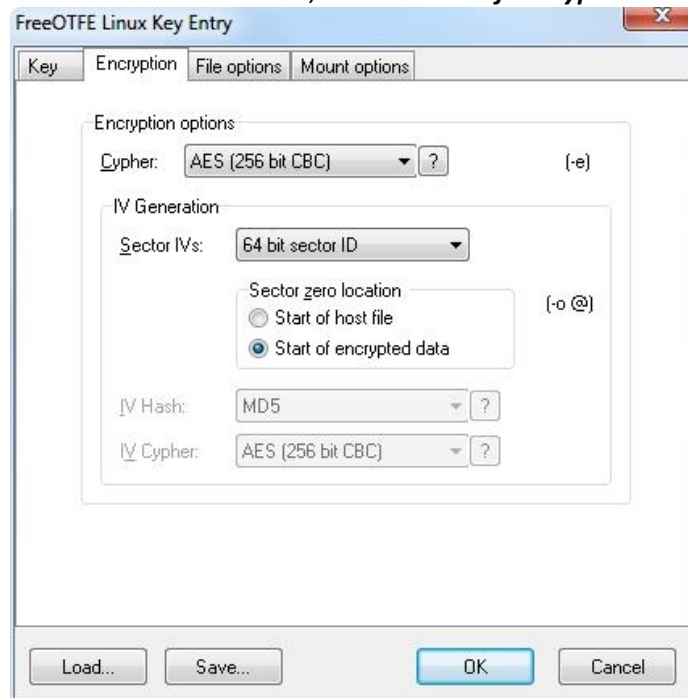 FreeOTFE Linux Key Entry
Key Encryption File options Mount options
Encryption options
Cypher: AES (256 bit CBC) ? (-e)
IV Generation
Sector IVs: 64 bit sector ID
Sector zero location
Start of host file
(-o @)
Start of encrypted data
IV Hash: MD5 ?
IV Cypher: AES (256 bit CBC) ?
Load... Save... OK Cancel